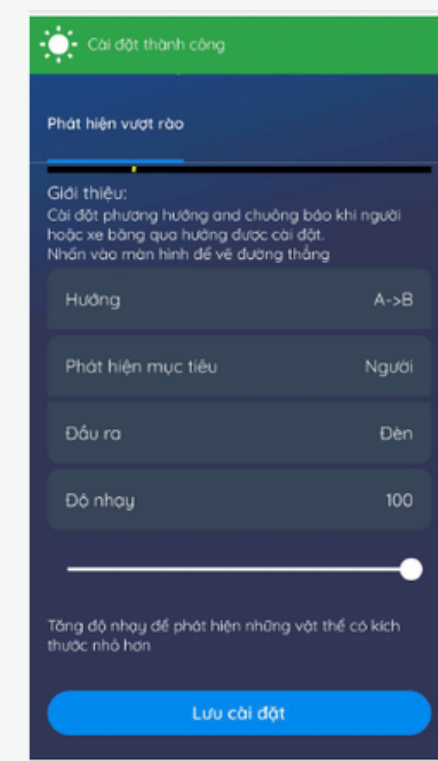 Cài đặt thành công
Phát hiện vượt rào
Giới thiệu:
Cài đặt phương hướng and chuông báo khi người
hoặc xe băng qua hướng được cài đặt.
Nhấn vào màn hình để vẽ đường thẳng
Hướng A->B
Phát hiện mục tiêu Người
Đầu ra Đèn
Độ nhạy 100
Tăng độ nhạy để phát hiện những vật thể có kích
thước nhỏ hơn
Lưu cài đặt